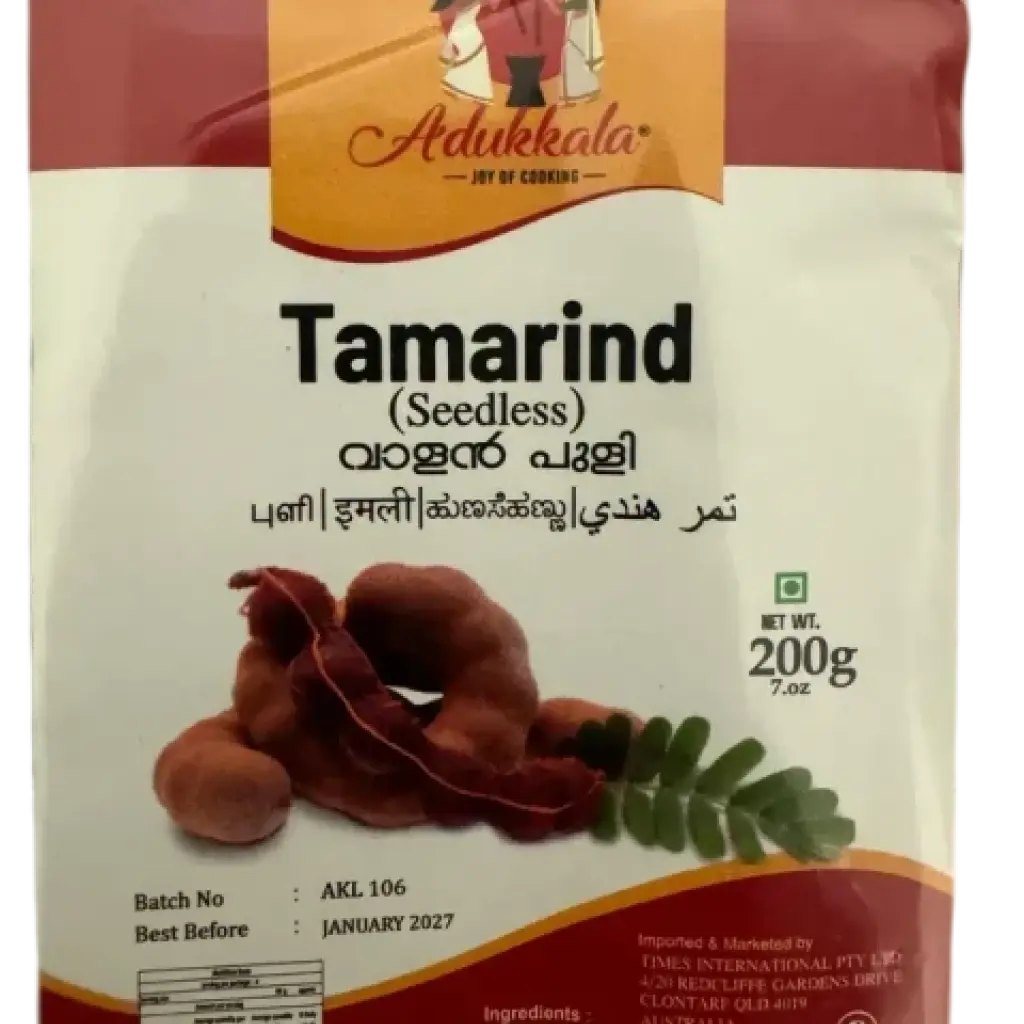 Adukkala®
JOY OF COOKING
Tamarind
(Seedless)
വാളൻ പുളി
புளி|इमली|ಹುಣಸೆಹಣ್ಣು|تمر هندي
NET WT.
200g
7.oz
Batch No : AKL 106
Best Before : JANUARY 2027
Imported & Marketed by
TIMES INTERNATIONAL PTY LTD
4/20 REDCLIFFE GARDENS DRIVE
CLONTARF QLD 4019
AUSTRALIA
Ingredients :